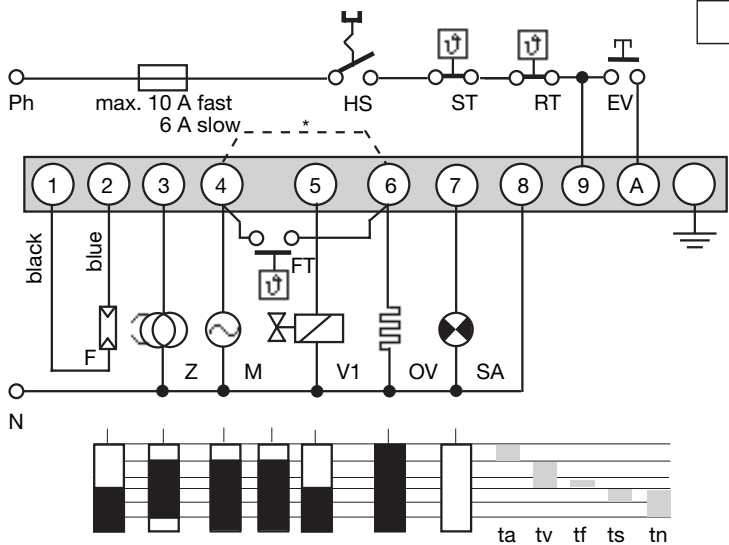 ϑ ϑ
Ph max. 10 A fast HS ST RT EV
6 A slow *
1 2 3 4 5 6 7 8 9 A
black blue FT
ϑ
F Z M V1 OV SA
N
ta tv tf ts tn